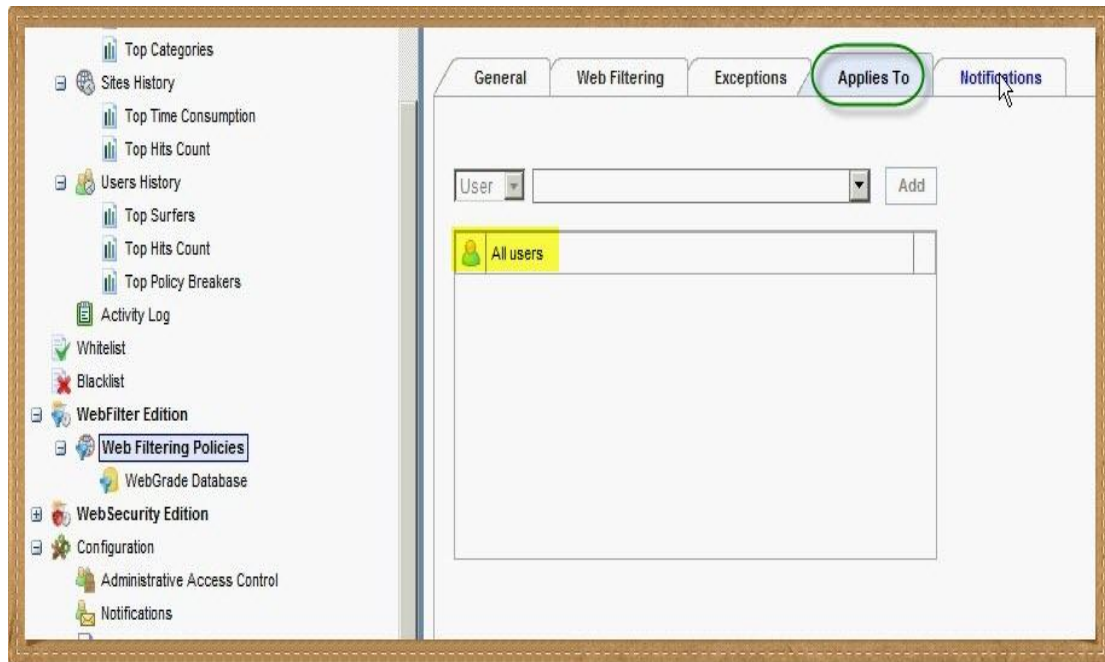 Top Categories
Sites History
Top Time Consumption
Top Hits Count
Users History
Top Surfers
Top Hits Count
Top Policy Breakers
Activity Log
Whitelist
Blacklist
WebFilter Edition
Web Filtering Policies
WebGrade Database
WebSecurity Edition
Configuration
Administrative Access Control
Notifications
General
Web Filtering
Exceptions
Applies To
Notifications
User
Add
All users